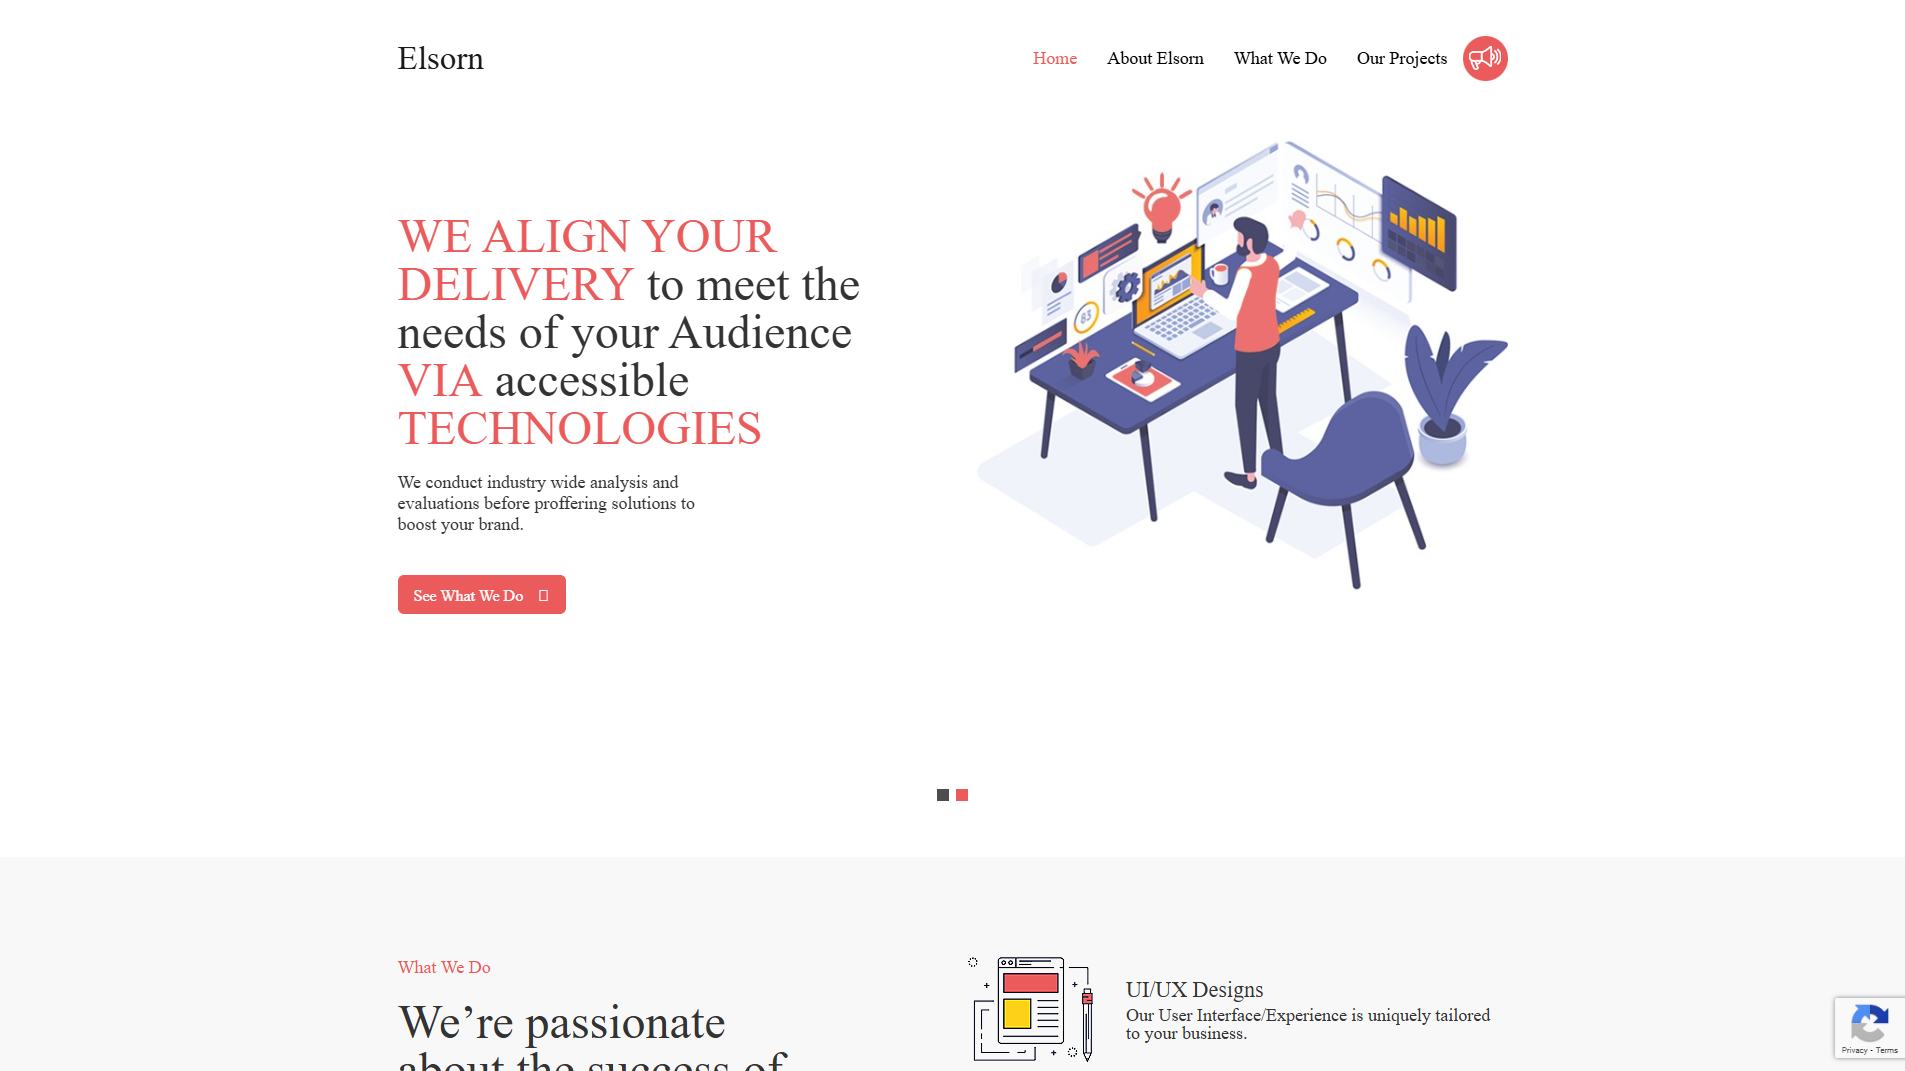 Elsorn
Home About Elsorn What We Do Our Projects
WE ALIGN YOUR
DELIVERY to meet the
needs of your Audience
VIA accessible
TECHNOLOGIES
We conduct industry wide analysis and
evaluations before proffering solutions to
boost your brand.
See What We Do
83
What We Do
We’re passionate
about the success of
UI/UX Designs
Our User Interface/Experience is uniquely tailored
to your business.
Privacy - Terms